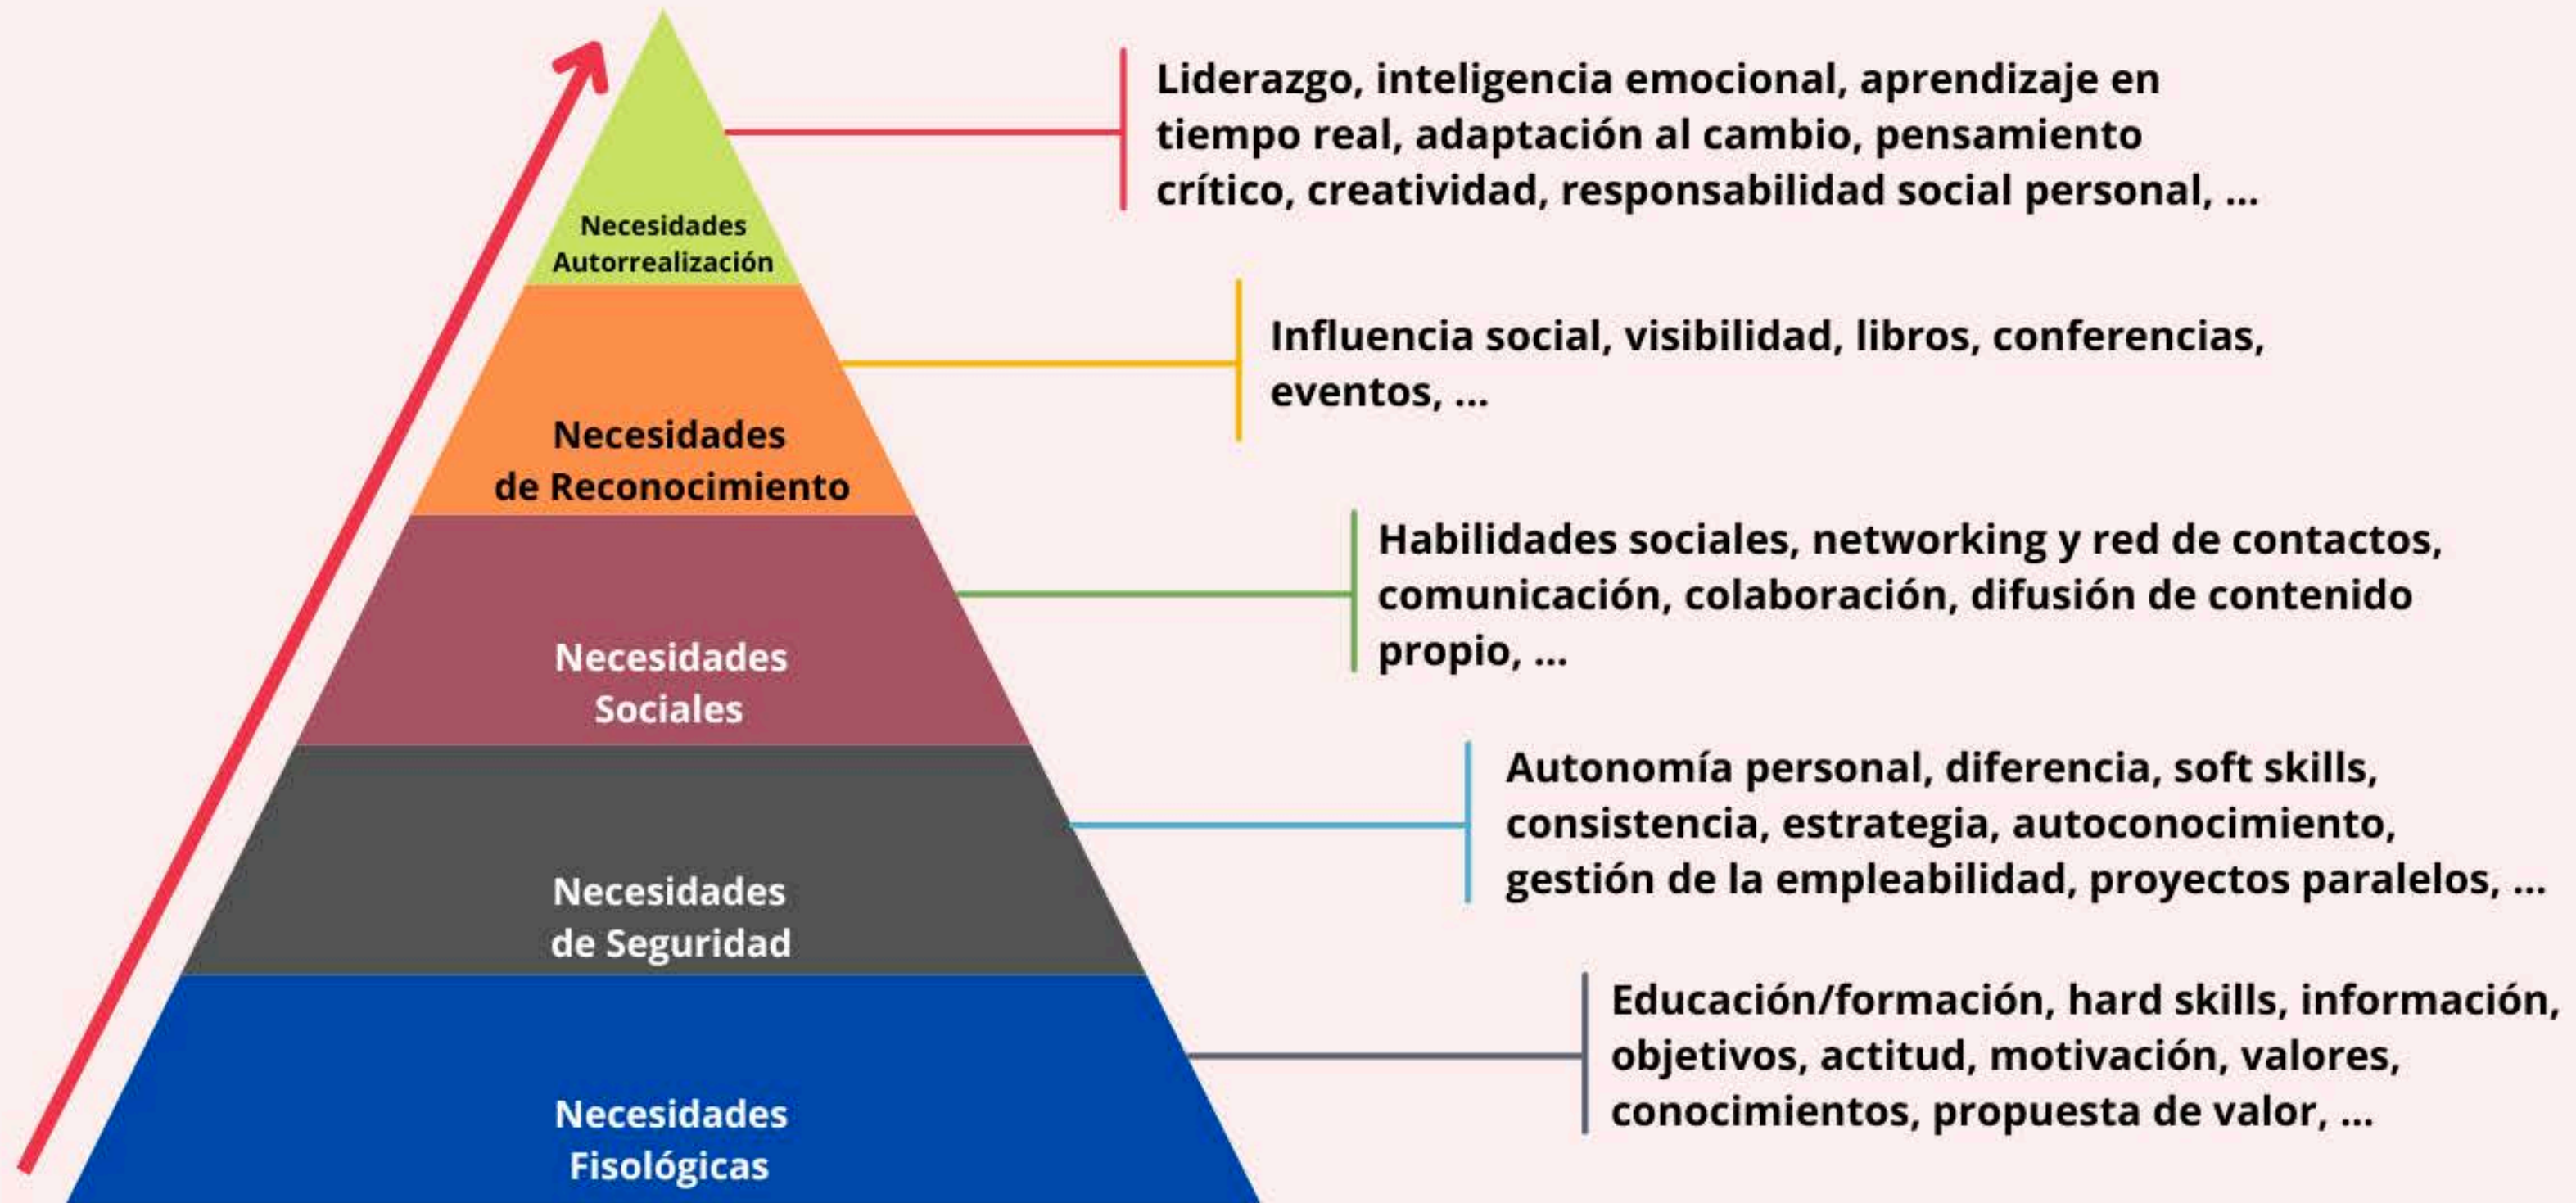 Liderazgo, inteligencia emocional, aprendizaje en
tiempo real, adaptación al cambio, pensamiento
crítico, creatividad, responsabilidad social personal, ...
Necesidades
Autorrealización
Influencia social, visibilidad, libros, conferencias,
eventos, ...
Necesidades
de Reconocimiento
Habilidades sociales, networking y red de contactos,
comunicación, colaboración, difusión de contenido
propio, ...
Necesidades
Sociales
Autonomía personal, diferencia, soft skills,
consistencia, estrategia, autoconocimiento,
gestión de la empleabilidad, proyectos paralelos, ...
Necesidades
de Seguridad
Educación/formación, hard skills, información,
objetivos, actitud, motivación, valores,
conocimientos, propuesta de valor, ...
Necesidades
Fisológicas